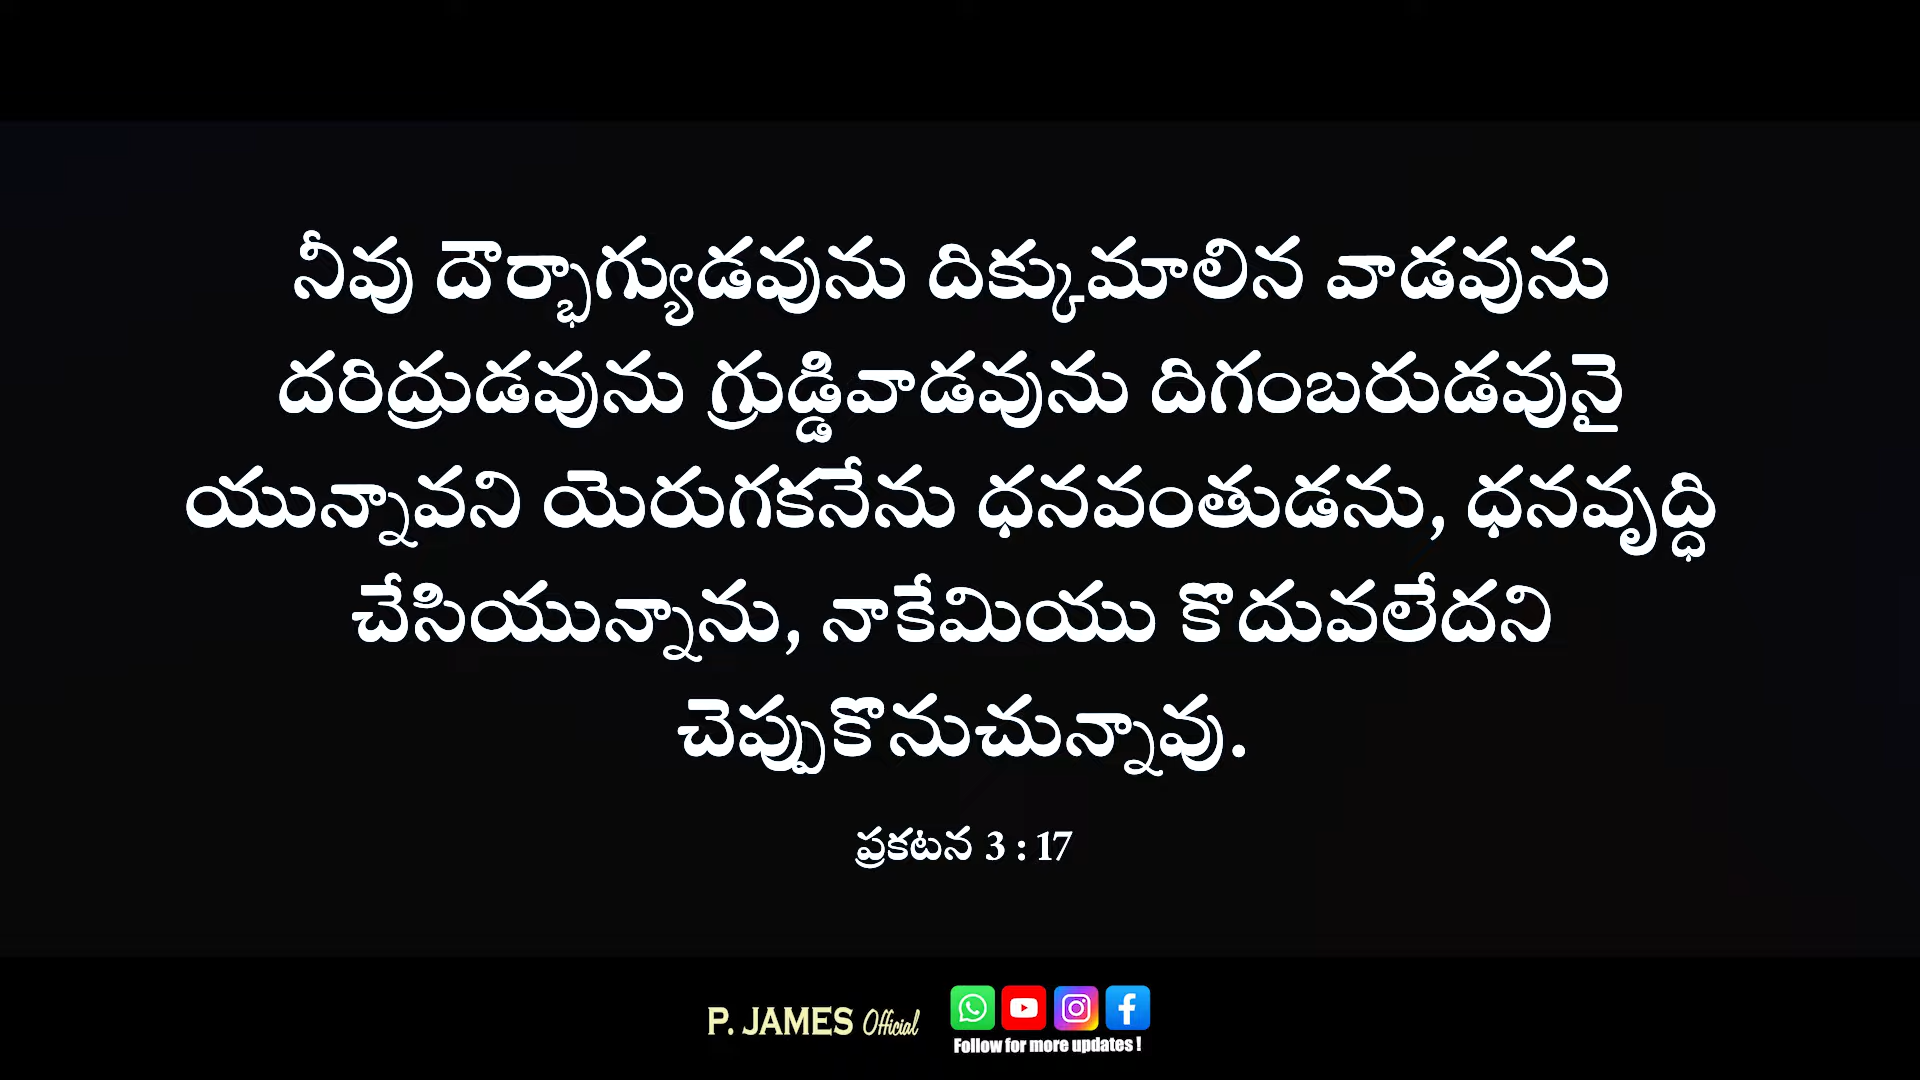 నీవు దౌర్భాగ్యుడవును దిక్కుమాలిన వాడవును
దరిద్రుడవును గ్రుడ్డివాడవును దిగంబరుడవునై
యున్నావని యెరుగకనేను ధనవంతుడను, ధనవృద్ధి
చేసియున్నాను, నాకేమియు కొదువలేదని
చెప్పుకొనుచున్నావు.
ప్రకటన 3 : 17
P. JAMES Official
Follow for more updates !